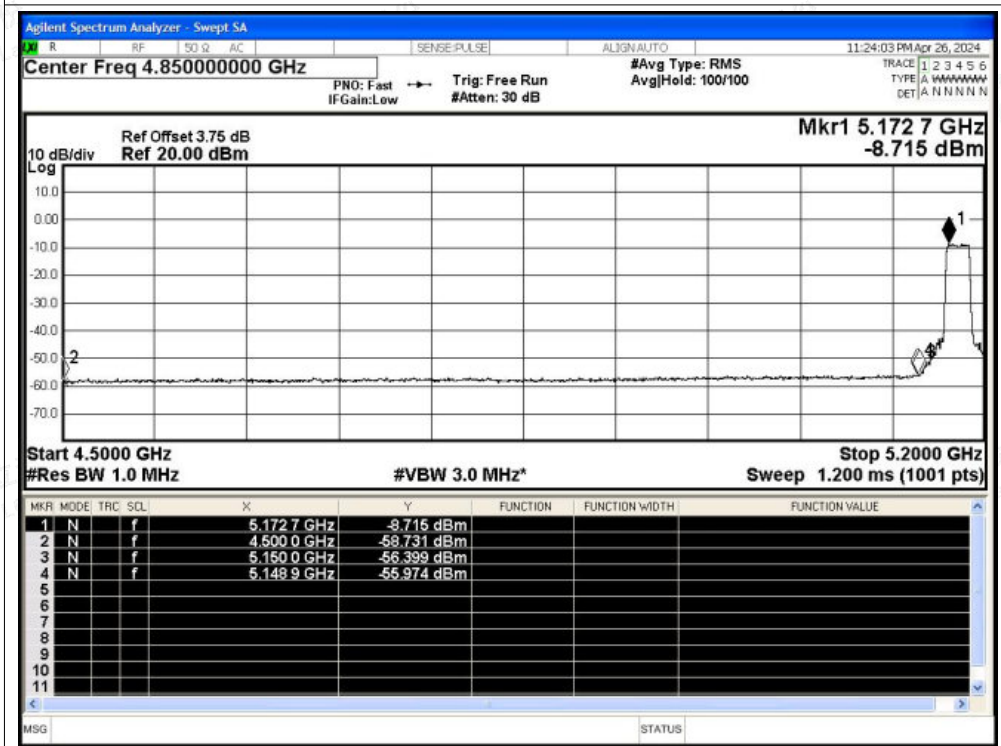 Agilent Spectrum Analyzer - Swept SA
LXI R RF 50 Ω AC SENSE:PULSE ALIGN AUTO 11:24:03 PM Apr 26, 2024
Center Freq 4.850000000 GHz
PNO: Fast
IFGain:Low
Trig: Free Run
#Atten: 30 dB
#Avg Type: RMS
Avg|Hold: 100/100
TRACE 1 2 3 4 5 6
TYPE A WWWWW
DET A N N N N N
Mkr1 5.172 7 GHz
-8.715 dBm
Ref Offset 3.75 dB
10 dB/div Ref 20.00 dBm
Log
10.0
0.00
-10.0
-20.0
-30.0
-40.0
-50.0
-60.0
-70.0
1
2
4
Start 4.5000 GHz Stop 5.2000 GHz
#Res BW 1.0 MHz #VBW 3.0 MHz* Sweep 1.200 ms (1001 pts)
MKR MODE TRC SCL X Y FUNCTION FUNCTION WIDTH FUNCTION VALUE
1 N f 5.172 7 GHz -8.715 dBm
2 N f 4.500 0 GHz -58.731 dBm
3 N f 5.150 0 GHz -56.399 dBm
4 N f 5.148 9 GHz -55.974 dBm
5
6
7
8
9
10
11
MSG STATUS